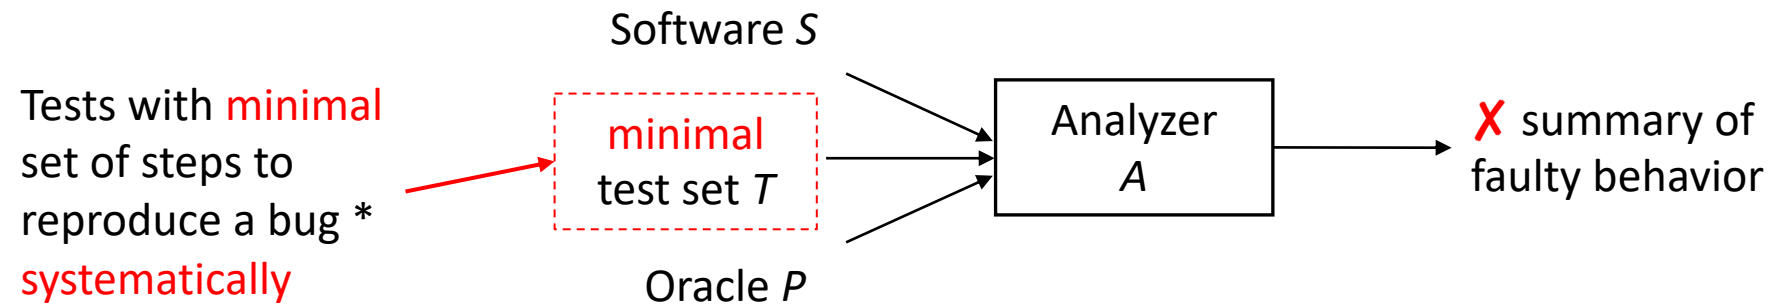 Software S
Tests with minimal
set of steps to
reproduce a bug *
systematically
minimal
test set T
Oracle P
Analyzer
A
✗ summary of
faulty behavior